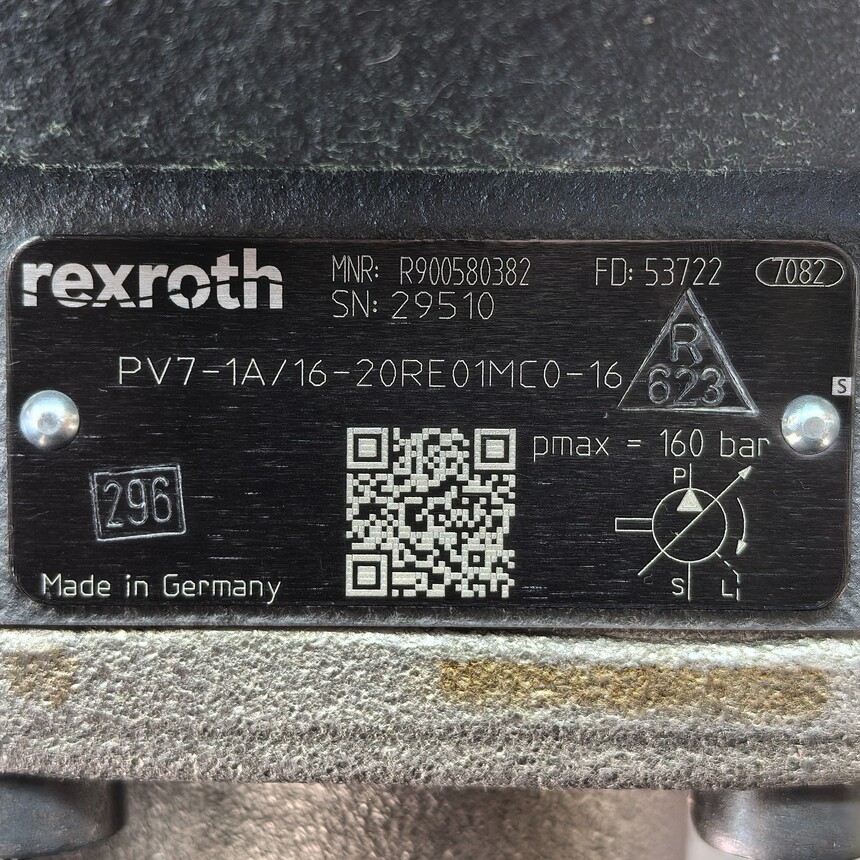 rexroth
MNR: R900580382 FD: 53722 7082
SN: 29510
PV7-1A/16-20RE01MC0-16
R
623
S
pmax = 160 bar
P
296
S L
Made in Germany